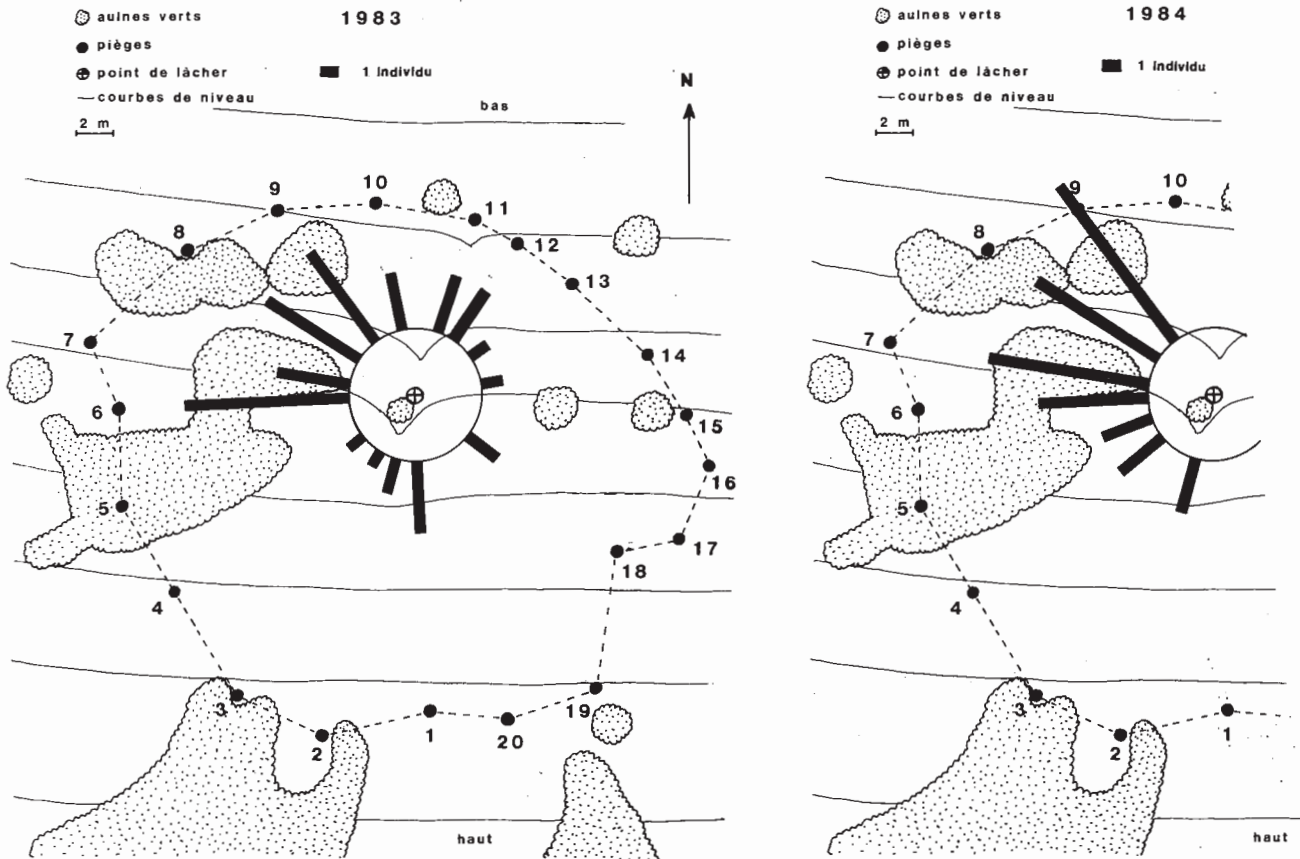 1983
aulnes verts
pièges
point de lâcher
1 individu
courbes de niveau
2 m
bas
N
9
10
11
8
12
13
7
14
6
15
16
5
17
18
4
3
19
2
1
20
haut
1984
aulnes verts
pièges
point de lâcher
1 individu
courbes de niveau
2 m
9
10
8
7
6
5
4
3
2
1
haut